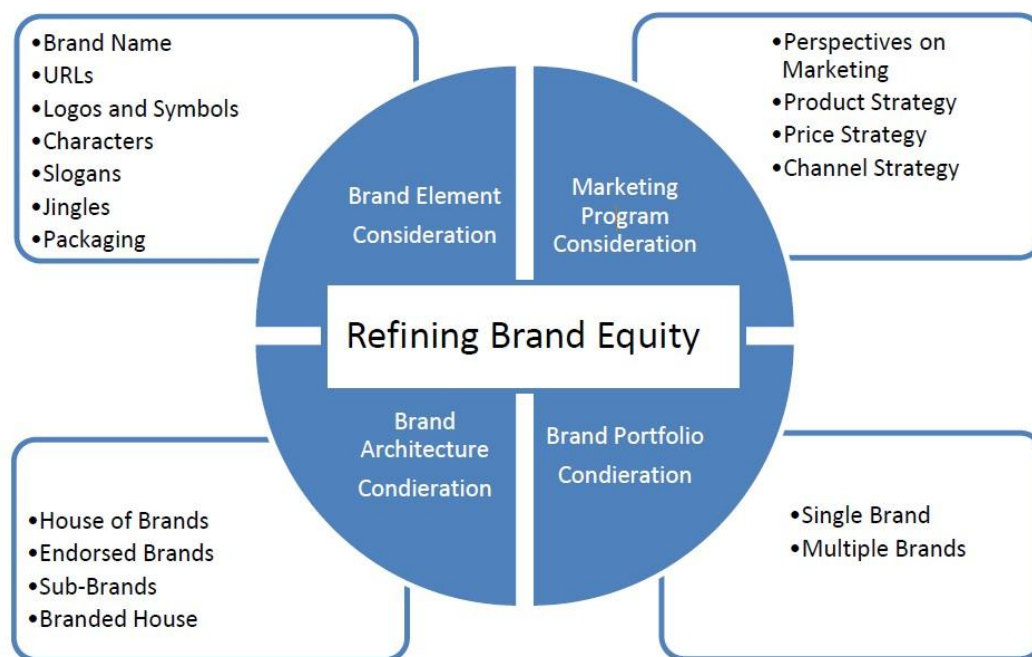 •Brand Name
•URLs
•Logos and Symbols
•Characters
•Slogans
•Jingles
•Packaging
•Perspectives on
Marketing
•Product Strategy
•Price Strategy
•Channel Strategy
Brand Element
Consideration
Marketing
Program
Consideration
Refining Brand Equity
Brand
Architecture
Condieration
Brand Portfolio
Condieration
•House of Brands
•Endorsed Brands
•Sub-Brands
•Branded House
•Single Brand
•Multiple Brands